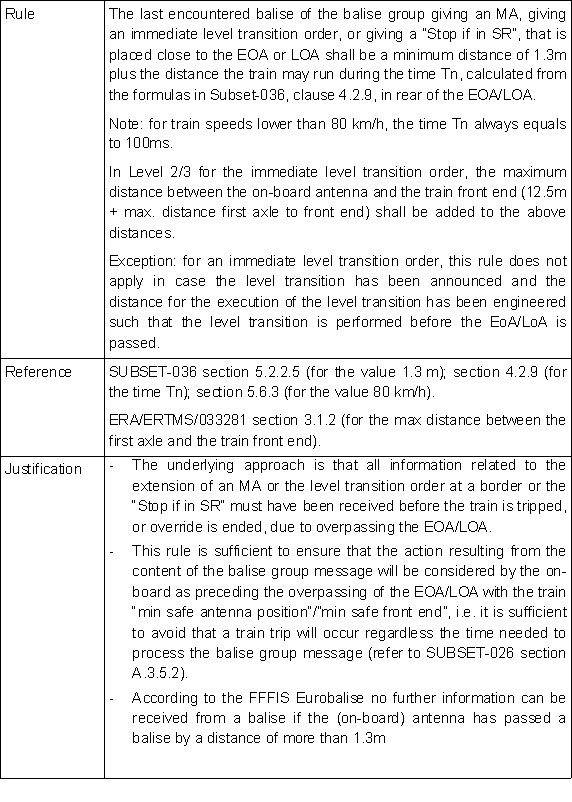 Rule
The last encountered balise of the balise group giving an MA, giving
an immediate level transition order, or giving a "Stop if in SR", that is
placed close to the EOA or LOA shall be a minimum distance of 1.3m
plus the distance the train may run during the time Tn, calculated from
the formulas in Subset-036, clause 4.2.9, in rear of the EOA/LOA.
Note: for train speeds lower than 80 km/h, the time Tn always equals
to 100ms.
In Level 2/3 for the immediate level transition order, the maximum
distance between the on-board antenna and the train front end (12.5m
+ max. distance first axle to front end) shall be added to the above
distances.
Exception: for an immediate level transition order, this rule does not
apply in case the level transition has been announced and the
distance for the execution of the level transition has been engineered
such that the level transition is performed before the EoA/LoA is
passed.
Reference
SUBSET-036 section 5.2.2.5 (for the value 1.3 m); section 4.2.9 (for
the time Tn); section 5.6.3 (for the value 80 km/h).
ERA/ERTMS/033281 section 3.1.2 (for the max distance between the
first axle and the train front end).
Justification
- The underlying approach is that all information related to the
extension of an MA or the level transition order at a border or the
"Stop if in SR" must have been received before the train is tripped,
or override is ended, due to overpassing the EOA/LOA.
- This rule is sufficient to ensure that the action resulting from the
content of the balise group message will be considered by the on-
board as preceding the overpassing of the EOA/LOA with the train
"min safe antenna position"/"min safe front end", i.e. it is sufficient
to avoid that a train trip will occur regardless the time needed to
process the balise group message (refer to SUBSET-026 section
A.3.5.2).
- According to the FFFIS Eurobalise no further information can be
received from a balise if the (on-board) antenna has passed a
balise by a distance of more than 1.3m